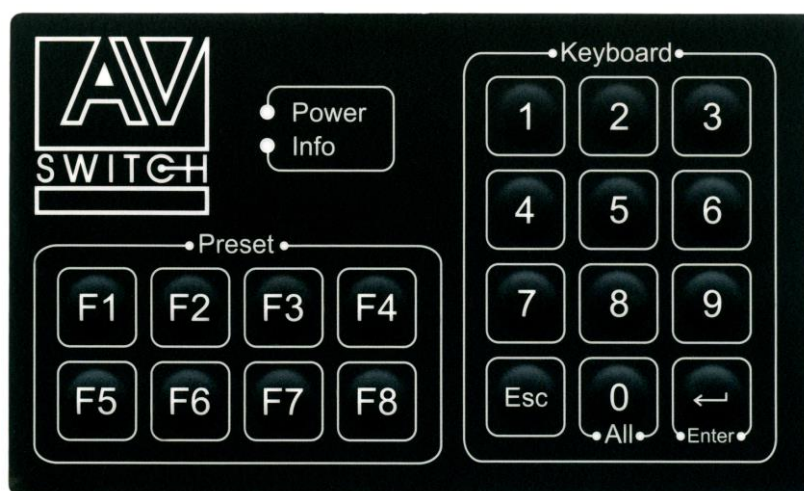 AV
SWITCH
Power
Info
Preset
F1 F2 F3 F4
F5 F6 F7 F8
Keyboard
1 2 3
4 5 6
7 8 9
Esc 0 ↵
All Enter